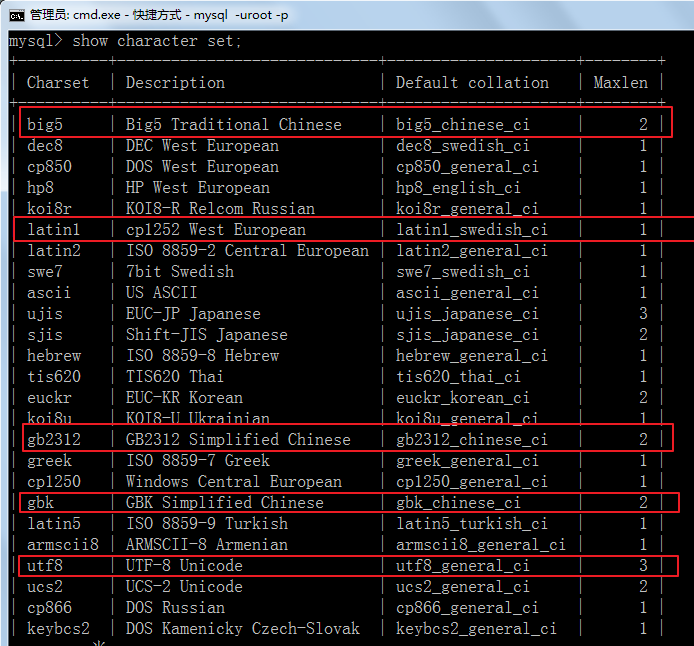 管理员: cmd.exe - 快捷方式 - mysql -uroot -p
mysql> show character set;
+----------+-----------------------------+---------------------+--------+
| Charset | Description | Default collation | Maxlen |
+----------+-----------------------------+---------------------+--------+
| big5 | Big5 Traditional Chinese | big5_chinese_ci | 2 |
| dec8 | DEC West European | dec8_swedish_ci | 1 |
| cp850 | DOS West European | cp850_general_ci | 1 |
| hp8 | HP West European | hp8_english_ci | 1 |
| koi8r | KOI8-R Relcom Russian | koi8r_general_ci | 1 |
| latin1 | cp1252 West European | latin1_swedish_ci | 1 |
| latin2 | ISO 8859-2 Central European | latin2_general_ci | 1 |
| swe7 | 7bit Swedish | swe7_swedish_ci | 1 |
| ascii | US ASCII | ascii_general_ci | 1 |
| ujis | EUC-JP Japanese | ujis_japanese_ci | 3 |
| sjis | Shift-JIS Japanese | sjis_japanese_ci | 2 |
| hebrew | ISO 8859-8 Hebrew | hebrew_general_ci | 1 |
| tis620 | TIS620 Thai | tis620_thai_ci | 1 |
| euckr | EUC-KR Korean | euckr_korean_ci | 2 |
| koi8u | KOI8-U Ukrainian | koi8u_general_ci | 1 |
| gb2312 | GB2312 Simplified Chinese | gb2312_chinese_ci | 2 |
| greek | ISO 8859-7 Greek | greek_general_ci | 1 |
| cp1250 | Windows Central European | cp1250_general_ci | 1 |
| gbk | GBK Simplified Chinese | gbk_chinese_ci | 2 |
| latin5 | ISO 8859-9 Turkish | latin5_turkish_ci | 1 |
| armscii8 | ARMSCII-8 Armenian | armscii8_general_ci | 1 |
| utf8 | UTF-8 Unicode | utf8_general_ci | 3 |
| ucs2 | UCS-2 Unicode | ucs2_general_ci | 2 |
| cp866 | DOS Russian | cp866_general_ci | 1 |
| keybcs2 | DOS Kamenicky Czech-Slovak | keybcs2_general_ci | 1 |